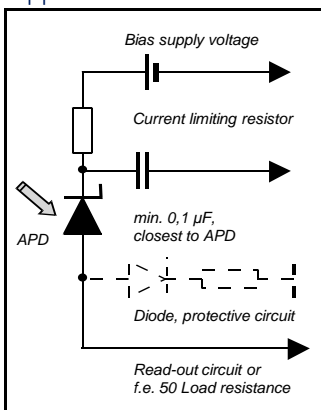 Bias supply voltage
Current limiting resistor
min. 0,1 µF,
closest to APD
APD
Diode, protective circuit
Read-out circuit or
f.e. 50 Load resistance